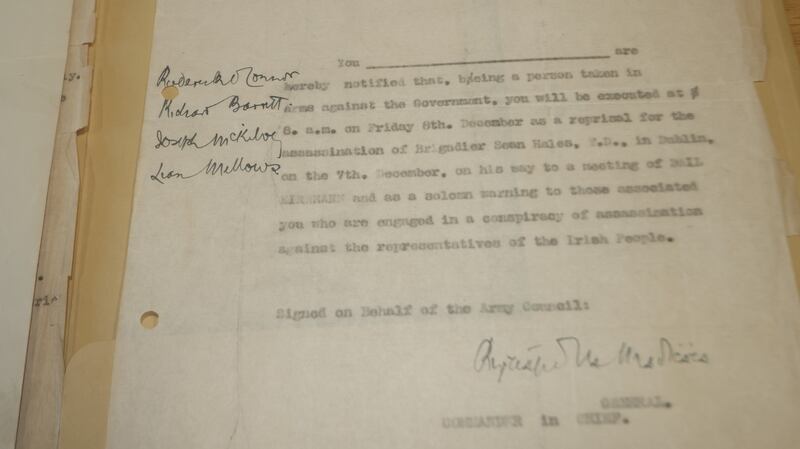 You ____________________ are
Roderick O'Connor
hereby notified that, being a person taken in
Richard Barrett
arms against the Government, you will be executed at
8. a.m. on Friday 8th. December as a reprisal for the
Joseph McKelvey
assassination of Brigadier Sean Hales, T.D., in Dublin,
Liam Mellows
on the 7th. December, on his way to a meeting of DAIL
EIREANN and as a solemn warning to those associated
you who are engaged in a conspiracy of assassination
against the representatives of the Irish People.
Signed on Behalf of the Army Council:
GENERAL.
COMMANDER in CHIEF.